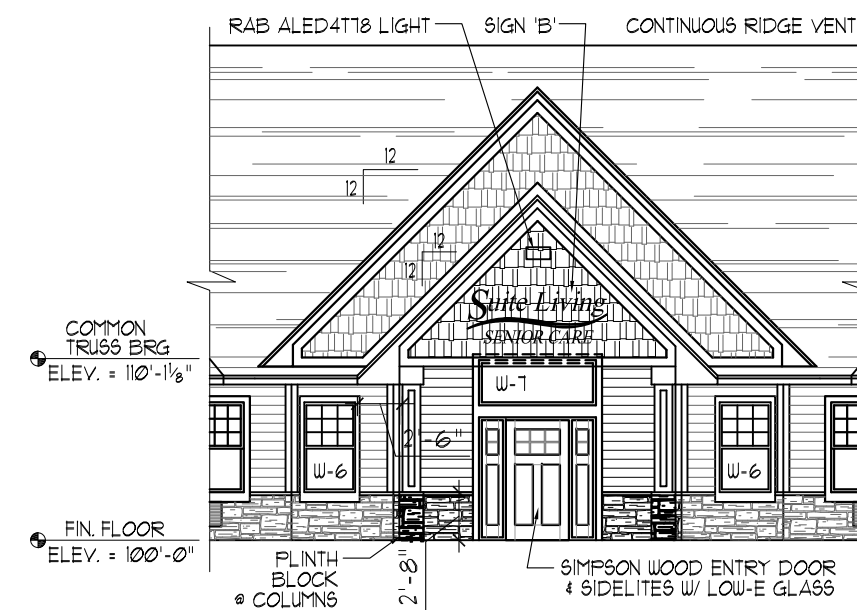 RAB ALED4T78 LIGHT
SIGN 'B'
CONTINUOUS RIDGE VENT
12
12
12
12
Suite Living
SENIOR CARE
COMMON
TRUSS BRG
ELEV. = 110'-1⅛"
W-7
2'-6"
W-6
W-6
FIN. FLOOR
ELEV. = 100'-0"
PLINTH
BLOCK
@ COLUMNS
2'-8"
SIMPSON WOOD ENTRY DOOR
& SIDELITES W/ LOW-E GLASS